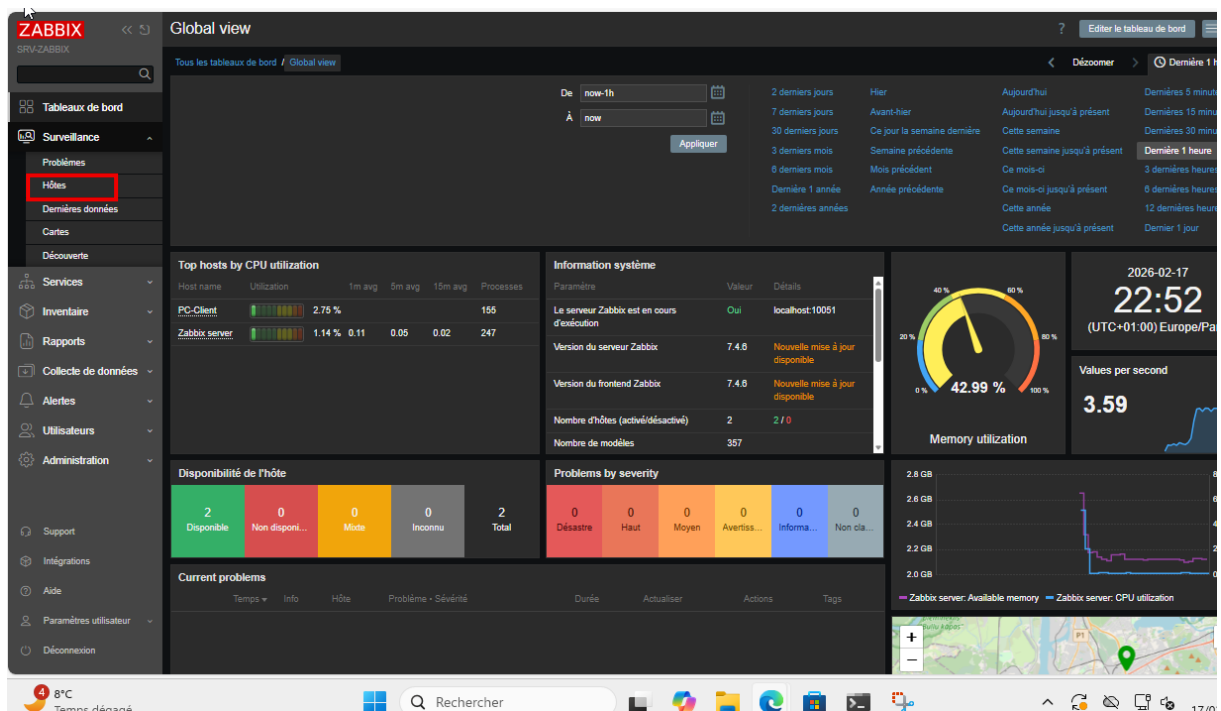 ZABBIX
SRV-ZABBIX
Tableaux de bord
Surveillance
Problèmes
Hôtes
Dernières données
Cartes
Découverte
Services
Inventaire
Rapports
Collecte de données
Alertes
Utilisateurs
Administration
Support
Intégrations
Aide
Paramètres utilisateur
Déconnexion
Global view
? Editer le tableau de bord
Tous les tableaux de bord / Global view
Dézoomer
Dernière 1 h
De now-1h
À now
Appliquer
2 derniers jours Hier Aujourd'hui Dernières 5 minute
7 derniers jours Avant-hier Aujourd'hui jusqu'à présent Dernières 15 minu
30 derniers jours Ce jour la semaine dernière Cette semaine Dernières 30 minu
3 derniers mois Semaine précédente Cette semaine jusqu'à présent Dernière 1 heure
6 derniers mois Mois précédent Ce mois-ci 3 dernières heures
Dernière 1 année Année précédente Ce mois-ci jusqu'à présent 6 dernières heures
2 dernières années Cette année 12 dernières heure
Cette année jusqu'à présent Dernier 1 jour
Top hosts by CPU utilization
Host name Utilization 1m avg 5m avg 15m avg Processes
PC-Client 2.75 % 155
Zabbix server 1.14 % 0.11 0.05 0.02 247
Information système
Paramètre Valeur Détails
Le serveur Zabbix est en cours d'exécution Oui localhost:10051
Version du serveur Zabbix 7.4.6 Nouvelle mise à jour disponible
Version du frontend Zabbix 7.4.6 Nouvelle mise à jour disponible
Nombre d'hôtes (activé/désactivé) 2 2 / 0
Nombre de modèles 357
0 % 20 % 40 % 60 % 80 % 100 %
42.99 %
Memory utilization
2026-02-17
22:52
(UTC+01:00) Europe/Par
Values per second
3.59
Disponibilité de l'hôte
2 0 0 0 2
Disponible Non disponi... Mixte Inconnu Total
Problems by severity
0 0 0 0 0 0
Désastre Haut Moyen Avertiss... Informa... Non cla...
2.8 GB
2.6 GB
2.4 GB
2.2 GB
2.0 GB
Zabbix server: Available memory Zabbix server: CPU utilization
Current problems
Temps Info Hôte Problème • Sévérité Durée Actualiser Actions Tags
+
−
P1
4
8°C
Temps dégagé
Rechercher
17/0